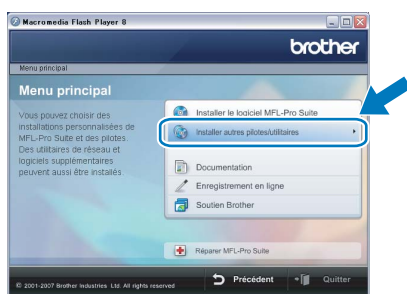 Macromedia Flash Player 8
brother
Menu principal
Menu principal
Vous pouvez choisir des
installations personnalisées de
MFL-Pro Suite et des pilotes.
Des utilitaires de réseau et
logiciels supplémentaires
peuvent aussi être installés.
Installer le logiciel MFL-Pro Suite
Installer autres pilotes/utilitaires
Documentation
Enregistrement en ligne
Soutien Brother
Réparer MFL-Pro Suite
© 2001-2007 Brother Industries Ltd. All rights reserved
Précédent
Quitter